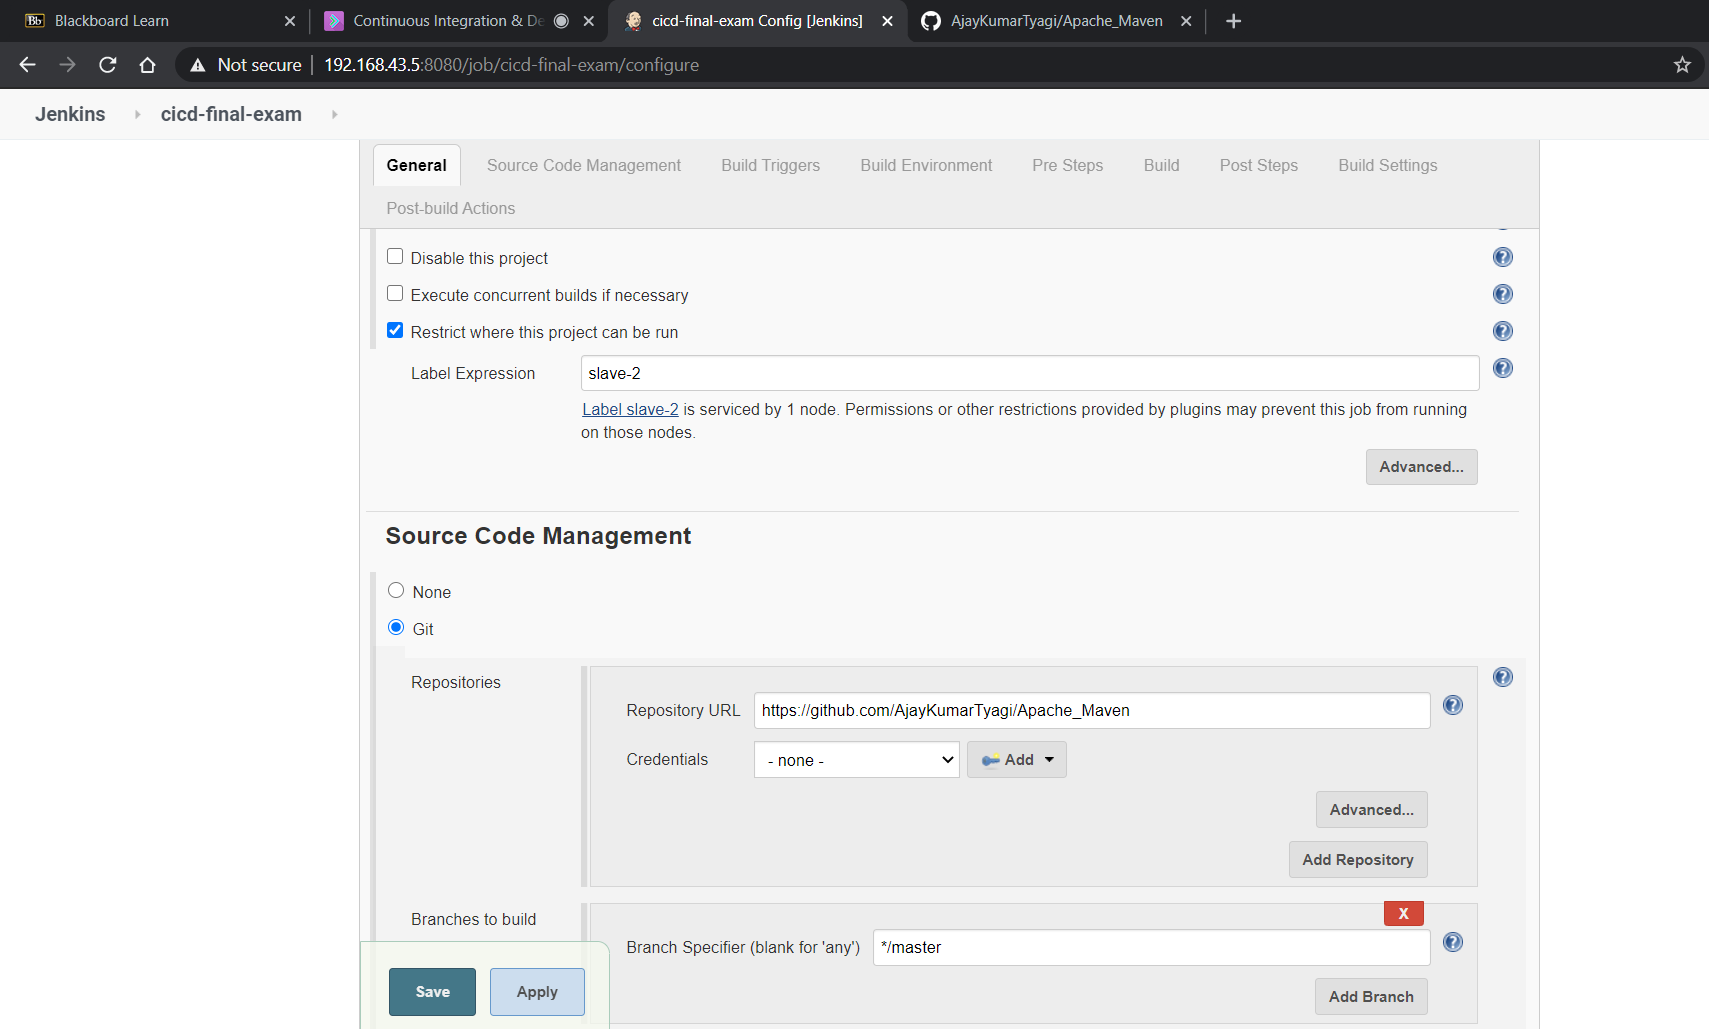 Blackboard Learn
Continuous Integration & De
cicd-final-exam Config [Jenkins]
AjayKumarTyagi/Apache_Maven
Not secure
192.168.43.5:8080/job/cicd-final-exam/configure
Jenkins
cicd-final-exam
General
Source Code Management
Build Triggers
Build Environment
Pre Steps
Build
Post Steps
Build Settings
Post-build Actions
Disable this project
Execute concurrent builds if necessary
Restrict where this project can be run
Label Expression
slave-2
Label slave-2 is serviced by 1 node. Permissions or other restrictions provided by plugins may prevent this job from running
on those nodes.
Advanced...
Source Code Management
None
Git
Repositories
Repository URL
https://github.com/AjayKumarTyagi/Apache_Maven
Credentials
- none -
Add
Advanced...
Add Repository
Branches to build
X
Branch Specifier (blank for 'any')
*/master
Save
Apply
Add Branch